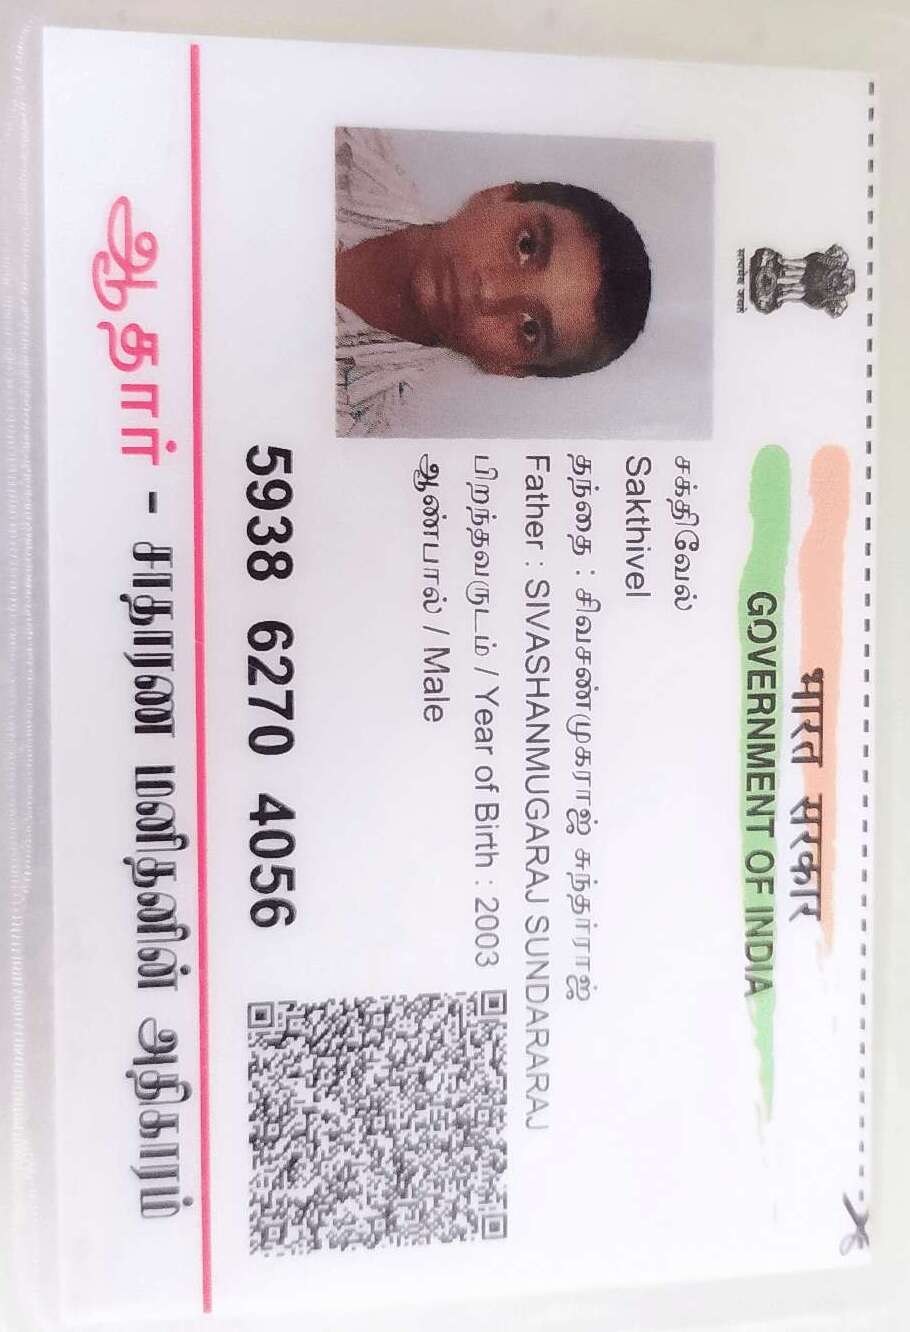 भारत सरकार
GOVERNMENT OF INDIA
सत्यमेव जयते
சக்திவேல்
Sakthivel
தந்தை : சிவசண்முகராஜ் சுந்தர்ராஜ்
Father : SIVASHANMUGARAJ SUNDARARAJ
பிறந்தவருடம் / Year of Birth : 2003
ஆண்பால் / Male
5938 6270 4056
ஆதார் - சாதாரண மனிதனின் அதிகாரம்